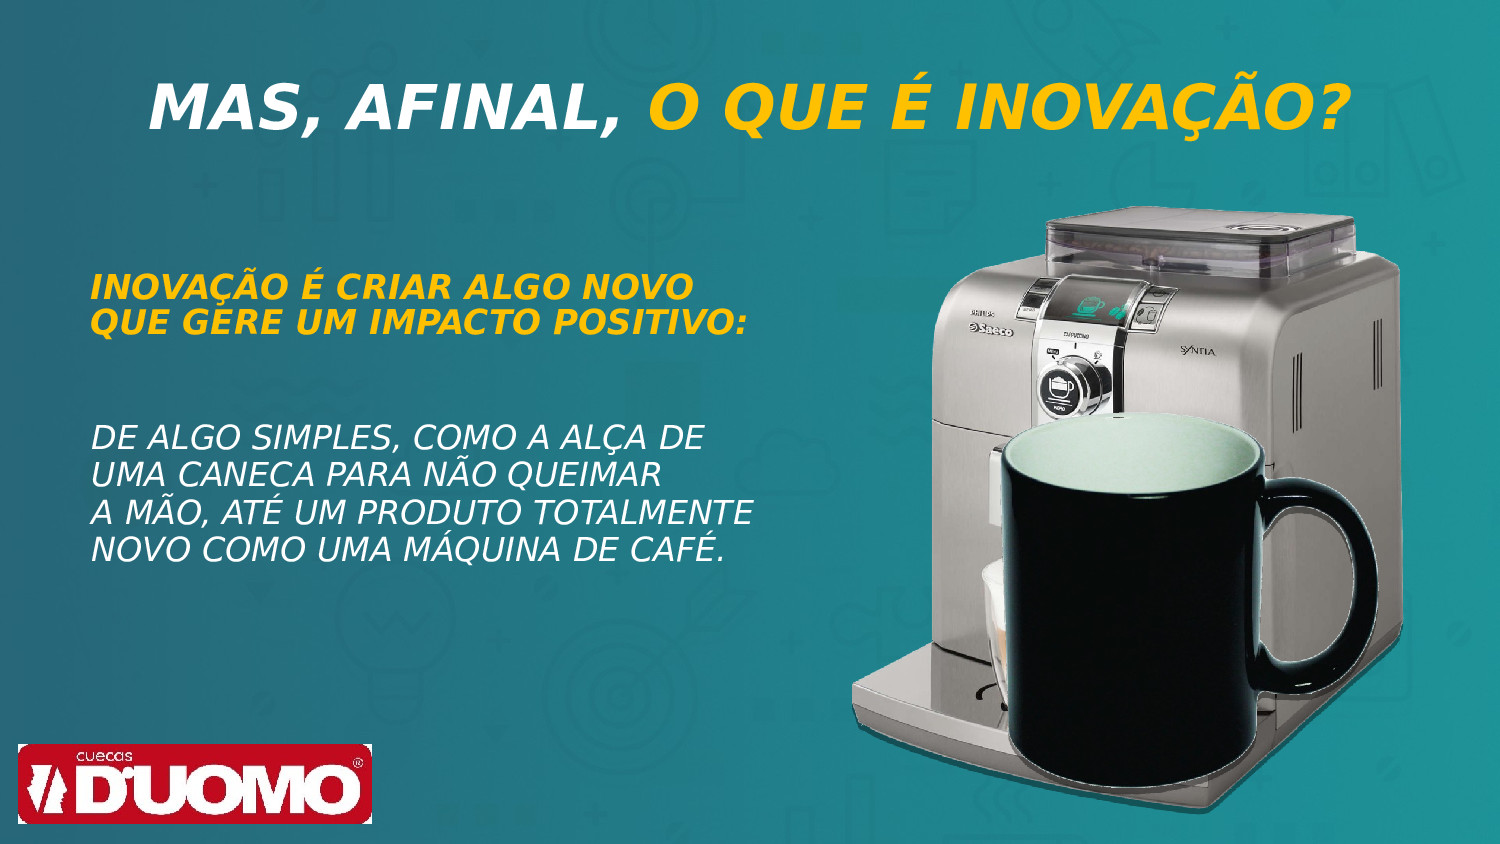 MAS, AFINAL, O QUE É INOVAÇÃO?
INOVAÇÃO É CRIAR ALGO NOVO
QUE GERE UM IMPACTO POSITIVO:
DE ALGO SIMPLES, COMO A ALÇA DE
UMA CANECA PARA NÃO QUEIMAR
A MÃO, ATÉ UM PRODUTO TOTALMENTE
NOVO COMO UMA MÁQUINA DE CAFÉ.
PHILIPS
Saeco
CAPPUCCINO
MENU
SYNTIA
cuecas
D'UOMO®